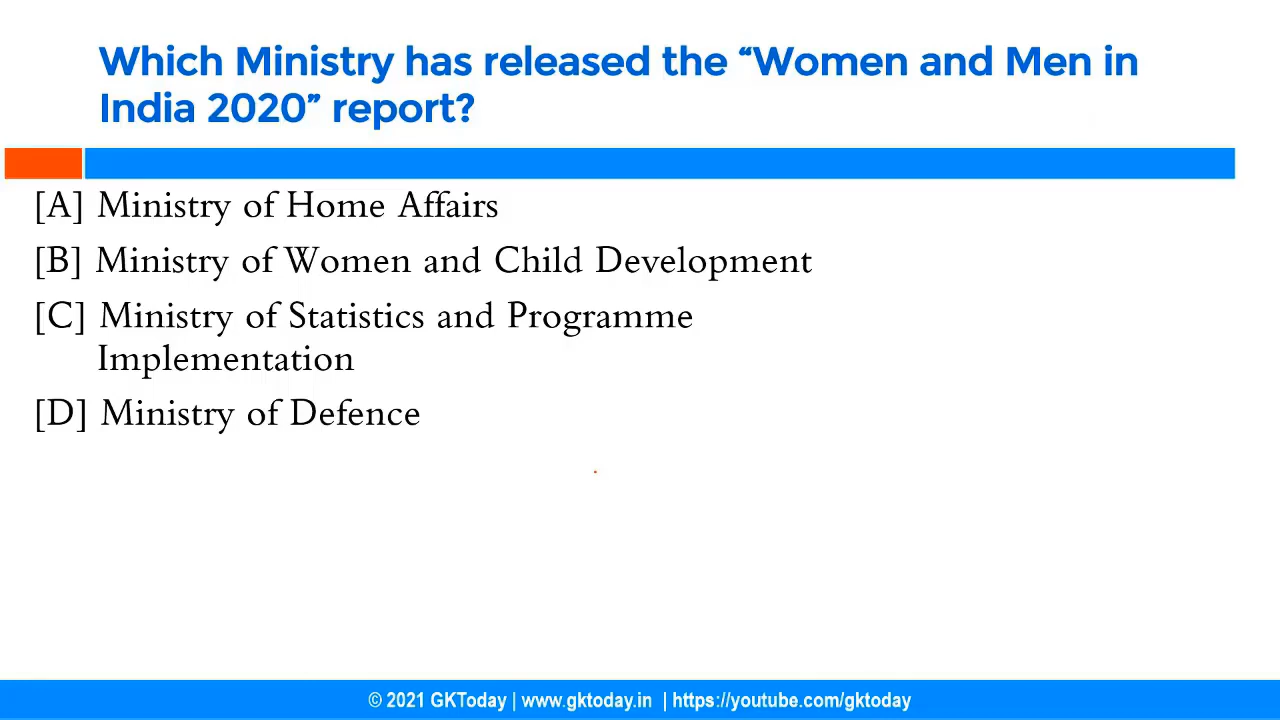 Which Ministry has released the “Women and Men in
India 2020” report?
[A] Ministry of Home Affairs
[B] Ministry of Women and Child Development
[C] Ministry of Statistics and Programme
Implementation
[D] Ministry of Defence
© 2021 GKToday | www.gktoday.in | https://youtube.com/gktoday